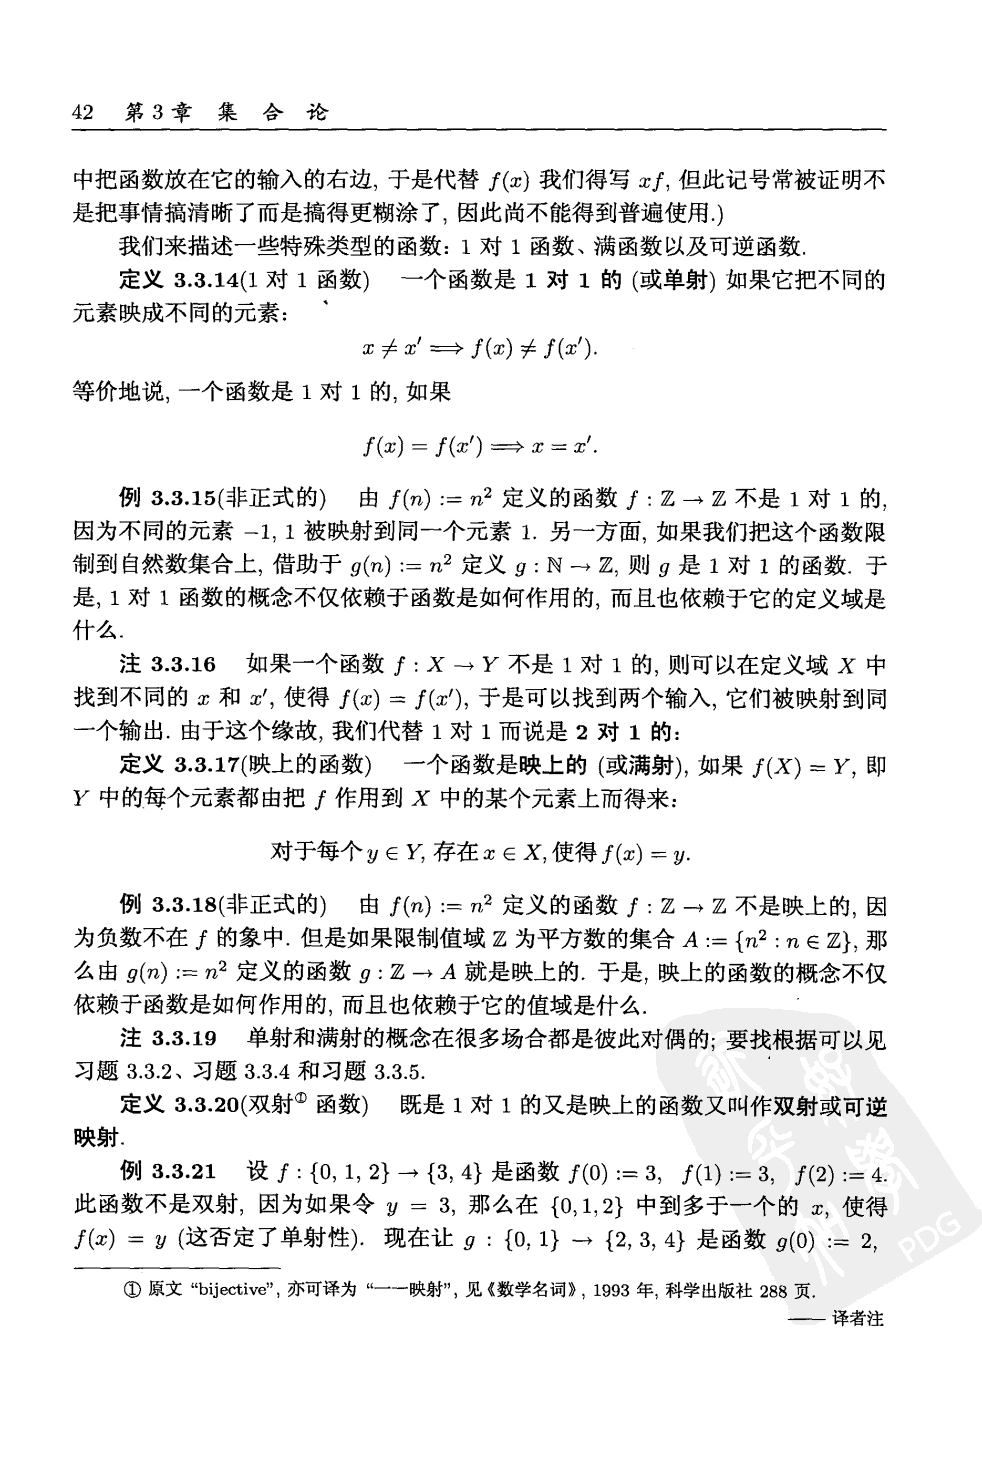 42 第 3 章 集 合 论
中把函数放在它的输入的右边, 于是代替 f(x) 我们得写 xf, 但此记号常被证明不
是把事情搞清晰了而是搞得更糊涂了, 因此尚不能得到普遍使用.)
我们来描述一些特殊类型的函数: 1 对 1 函数、满函数以及可逆函数.
定义 3.3.14(1 对 1 函数) 一个函数是 1 对 1 的 (或单射) 如果它把不同的
元素映成不同的元素:
x ≠ x′ ⟹ f(x) ≠ f(x′).
等价地说, 一个函数是 1 对 1 的, 如果
f(x) = f(x′) ⟹ x = x′.
例 3.3.15(非正式的) 由 f(n) := n² 定义的函数 f : ℤ → ℤ 不是 1 对 1 的,
因为不同的元素 −1, 1 被映射到同一个元素 1. 另一方面, 如果我们把这个函数限
制到自然数集合上, 借助于 g(n) := n² 定义 g : ℕ → ℤ, 则 g 是 1 对 1 的函数. 于
是, 1 对 1 函数的概念不仅依赖于函数是如何作用的, 而且也依赖于它的定义域是
什么.
注 3.3.16 如果一个函数 f : X → Y 不是 1 对 1 的, 则可以在定义域 X 中
找到不同的 x 和 x′, 使得 f(x) = f(x′), 于是可以找到两个输入, 它们被映射到同
一个输出. 由于这个缘故, 我们代替 1 对 1 而说是 2 对 1 的:
定义 3.3.17(映上的函数) 一个函数是映上的 (或满射), 如果 f(X) = Y, 即
Y 中的每个元素都由把 f 作用到 X 中的某个元素上而得来:
对于每个 y ∈ Y, 存在 x ∈ X, 使得 f(x) = y.
例 3.3.18(非正式的) 由 f(n) := n² 定义的函数 f : ℤ → ℤ 不是映上的, 因
为负数不在 f 的象中. 但是如果限制值域 ℤ 为平方数的集合 A := {n² : n ∈ ℤ}, 那
么由 g(n) := n² 定义的函数 g : ℤ → A 就是映上的. 于是, 映上的函数的概念不仅
依赖于函数是如何作用的, 而且也依赖于它的值域是什么.
注 3.3.19 单射和满射的概念在很多场合都是彼此对偶的; 要找根据可以见
习题 3.3.2、习题 3.3.4 和习题 3.3.5.
定义 3.3.20(双射① 函数) 既是 1 对 1 的又是映上的函数又叫作双射或可逆
映射.
例 3.3.21 设 f : {0, 1, 2} → {3, 4} 是函数 f(0) := 3, f(1) := 3, f(2) := 4.
此函数不是双射, 因为如果令 y = 3, 那么在 {0,1,2} 中到多于一个的 x, 使得
f(x) = y (这否定了单射性). 现在让 g : {0, 1} → {2, 3, 4} 是函数 g(0) := 2,
PDG
① 原文 “bijective”, 亦可译为 “一一映射”, 见《数学名词》, 1993 年, 科学出版社 288 页.
—— 译者注